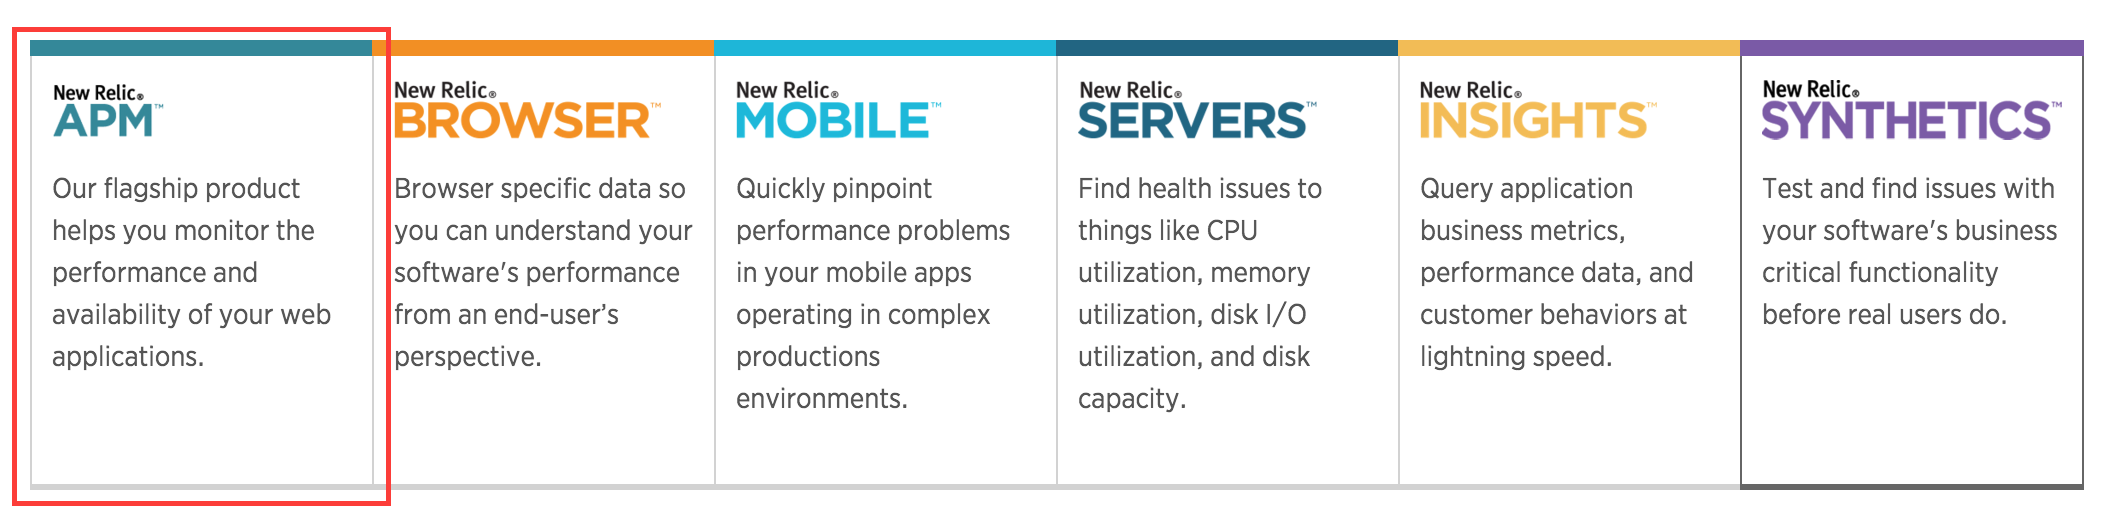 New Relic®
APM™
Our flagship product
helps you monitor the
performance and
availability of your web
applications.
New Relic®
BROWSER™
Browser specific data so
you can understand your
software's performance
from an end-user’s
perspective.
New Relic®
MOBILE™
Quickly pinpoint
performance problems
in your mobile apps
operating in complex
productions
environments.
New Relic®
SERVERS™
Find health issues to
things like CPU
utilization, memory
utilization, disk I/O
utilization, and disk
capacity.
New Relic®
INSIGHTS™
Query application
business metrics,
performance data, and
customer behaviors at
lightning speed.
New Relic®
SYNTHETICS™
Test and find issues with
your software's business
critical functionality
before real users do.